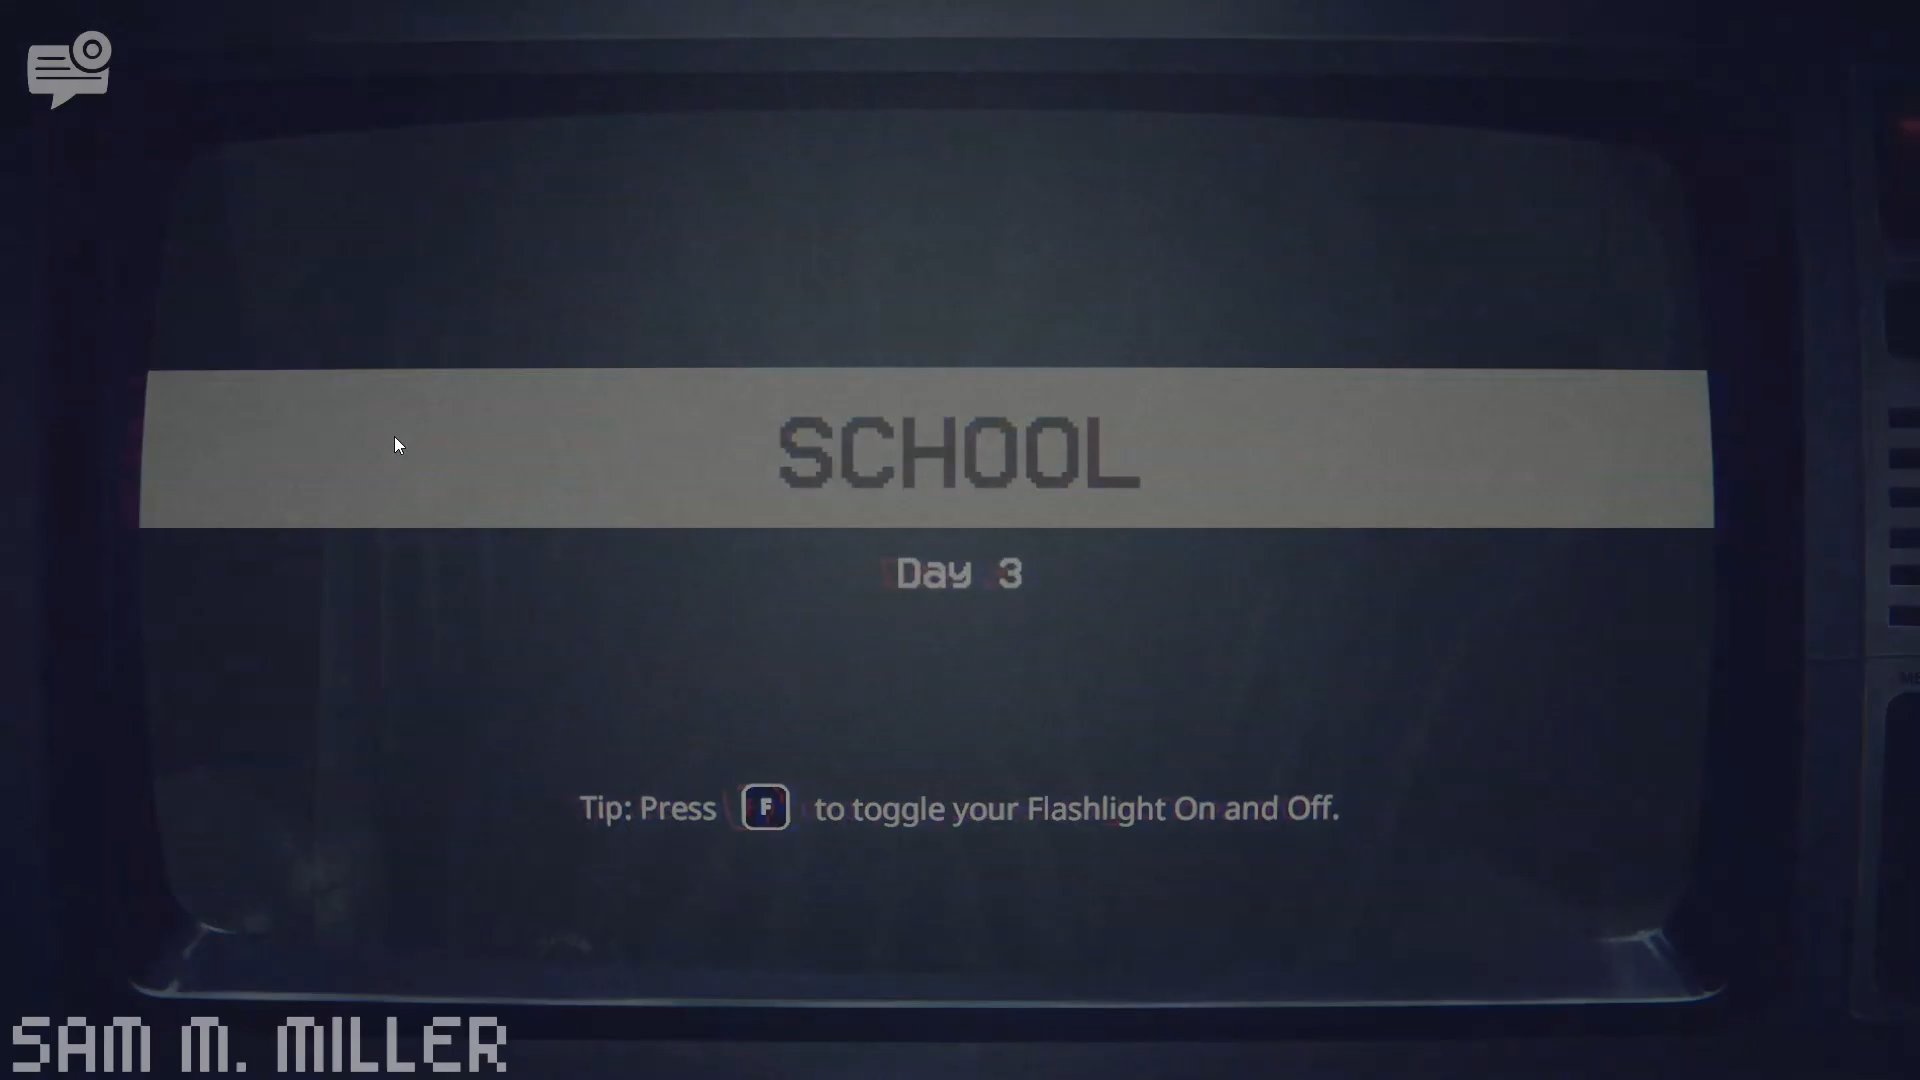 SCHOOL
Day 3
Tip: Press F to toggle your Flashlight On and Off.
SAM M. MILLER